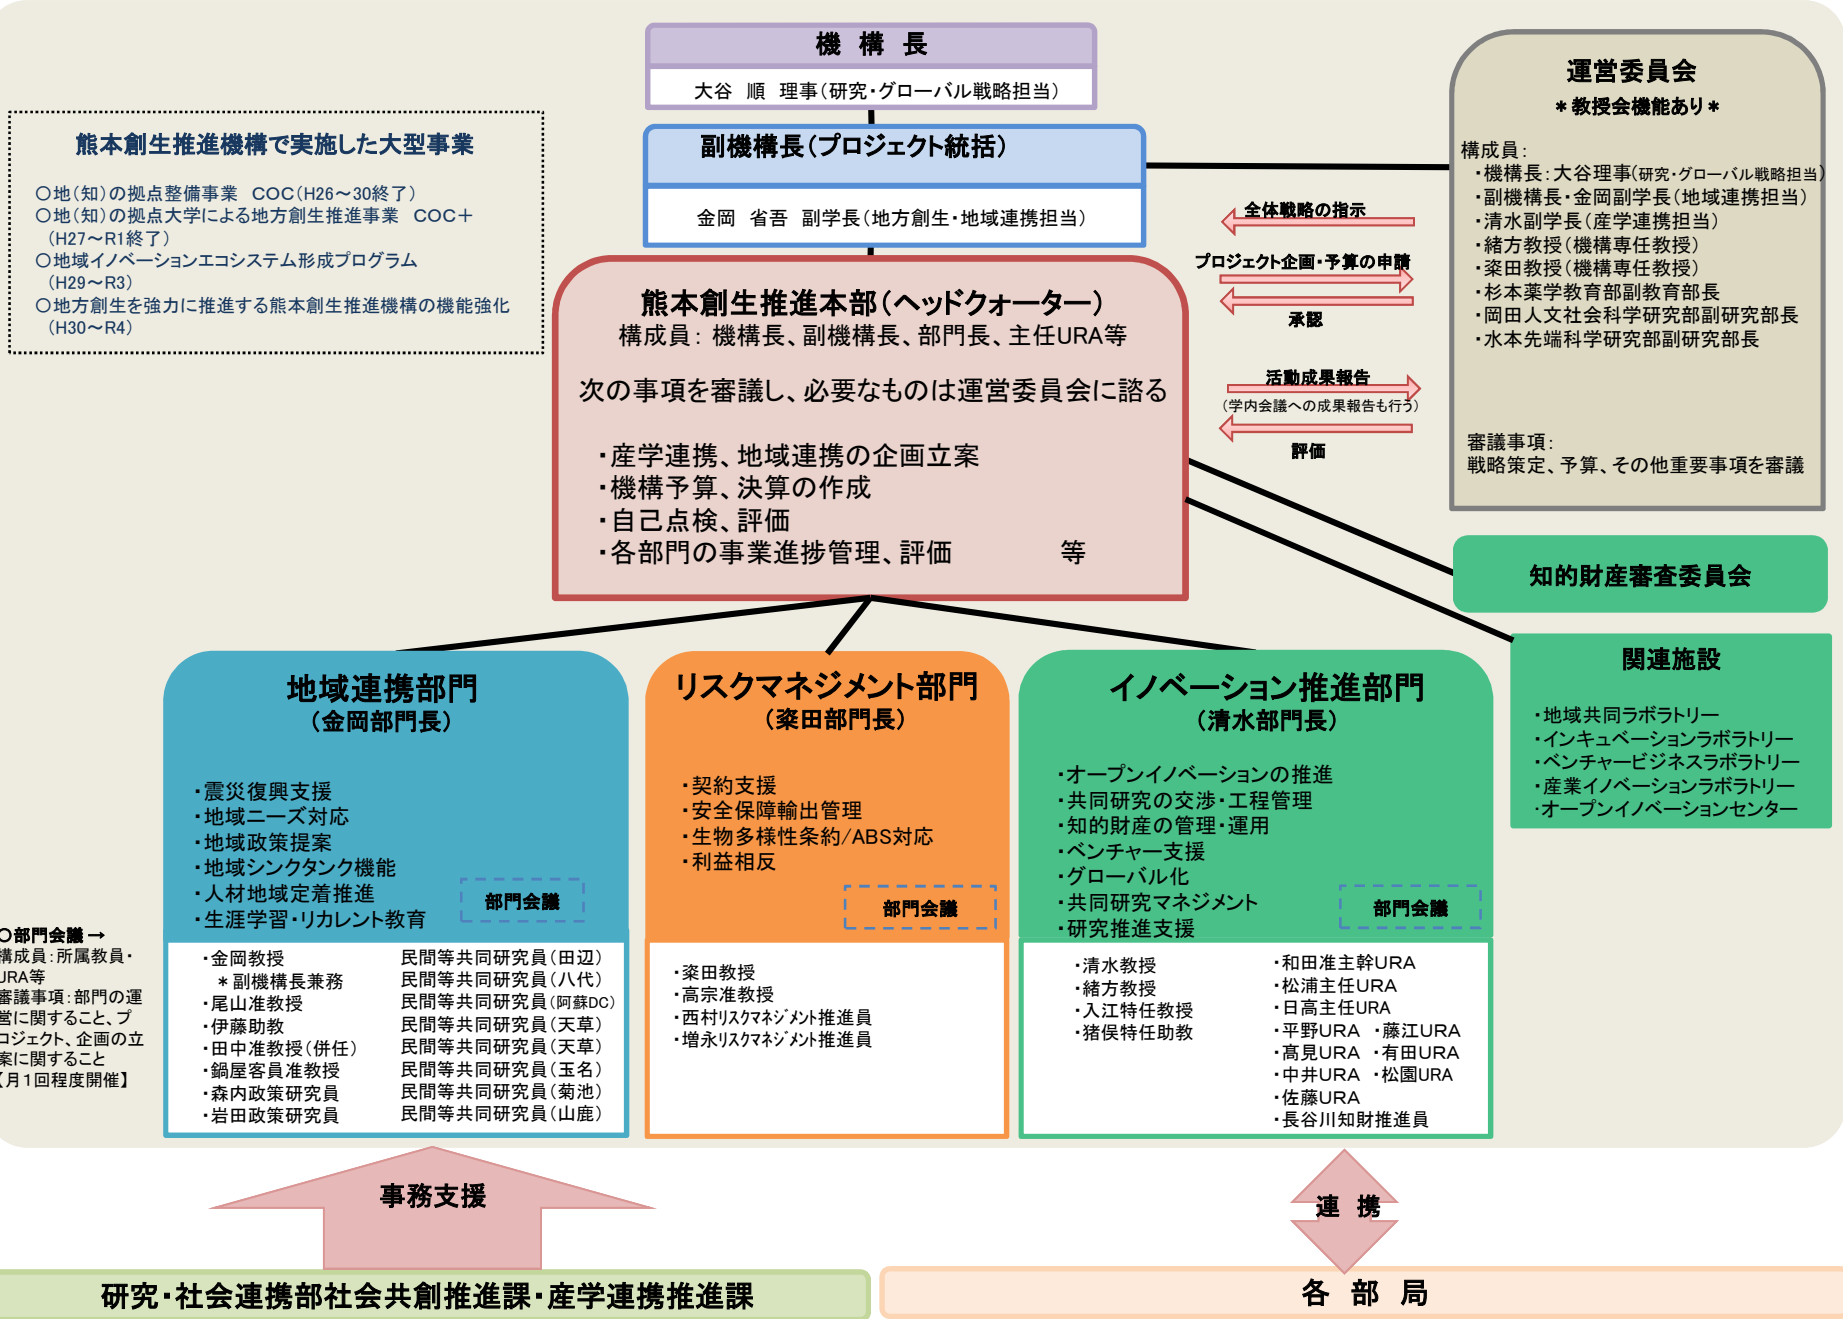 機 構 長
大谷 順 理事(研究・グローバル戦略担当)
副機構長(プロジェクト統括)
金岡 省吾 副学長(地方創生・地域連携担当)
熊本創生推進機構で実施した大型事業
○地(知)の拠点整備事業 COC(H26～30終了)
○地(知)の拠点大学による地方創生推進事業 COC＋
(H27～R1終了)
○地域イノベーションエコシステム形成プログラム
(H29～R3)
○地方創生を強力に推進する熊本創生推進機構の機能強化
(H30～R4)
運営委員会
＊教授会機能あり＊
構成員:
・機構長:大谷理事(研究・グローバル戦略担当)
・副機構長・金岡副学長(地域連携担当)
・清水副学長(産学連携担当)
・緒方教授(機構専任教授)
・楽田教授(機構専任教授)
・杉本薬学教育部副教育部長
・岡田人文社会科学研究部副研究部長
・水本先端科学研究部副研究部長
審議事項:
戦略策定、予算、その他重要事項を審議
全体戦略の指示
プロジェクト企画・予算の申請
承認
活動成果報告
(学内会議への成果報告も行う)
評価
熊本創生推進本部(ヘッドクォーター)
構成員: 機構長、副機構長、部門長、主任URA等
次の事項を審議し、必要なものは運営委員会に諮る
・産学連携、地域連携の企画立案
・機構予算、決算の作成
・自己点検、評価
・各部門の事業進捗管理、評価 等
知的財産審査委員会
関連施設
・地域共同ラボラトリー
・インキュベーションラボラトリー
・ベンチャービジネスラボラトリー
・産業イノベーションラボラトリー
・オープンイノベーションセンター
地域連携部門
(金岡部門長)
・震災復興支援
・地域ニーズ対応
・地域政策提案
・地域シンクタンク機能
・人材地域定着推進
・生涯学習・リカレント教育
部門会議
・金岡教授
＊副機構長兼務
・尾山准教授
・伊藤助教
・田中准教授(併任)
・鍋屋客員准教授
・森内政策研究員
・岩田政策研究員
民間等共同研究員(田辺)
民間等共同研究員(八代)
民間等共同研究員(阿蘇DC)
民間等共同研究員(天草)
民間等共同研究員(天草)
民間等共同研究員(玉名)
民間等共同研究員(菊池)
民間等共同研究員(山鹿)
リスクマネジメント部門
(楽田部門長)
・契約支援
・安全保障輸出管理
・生物多様性条約/ABS対応
・利益相反
部門会議
・楽田教授
・高宗准教授
・西村リスクマネジメント推進員
・増永リスクマネジメント推進員
イノベーション推進部門
(清水部門長)
・オープンイノベーションの推進
・共同研究の交渉・工程管理
・知的財産の管理・運用
・ベンチャー支援
・グローバル化
・共同研究マネジメント
・研究推進支援
部門会議
・清水教授
・緒方教授
・入江特任教授
・猪俣特任助教
・和田准主幹URA
・松浦主任URA
・日高主任URA
・平野URA ・藤江URA
・髙見URA ・有田URA
・中井URA ・松園URA
・佐藤URA
・長谷川知財推進員
○部門会議→
構成員:所属教員・
URA等
審議事項:部門の運
営に関すること、プ
ロジェクト、企画の立
案に関すること
【月1回程度開催】
事務支援
連 携
研究・社会連携部社会共創推進課・産学連携推進課
各 部 局